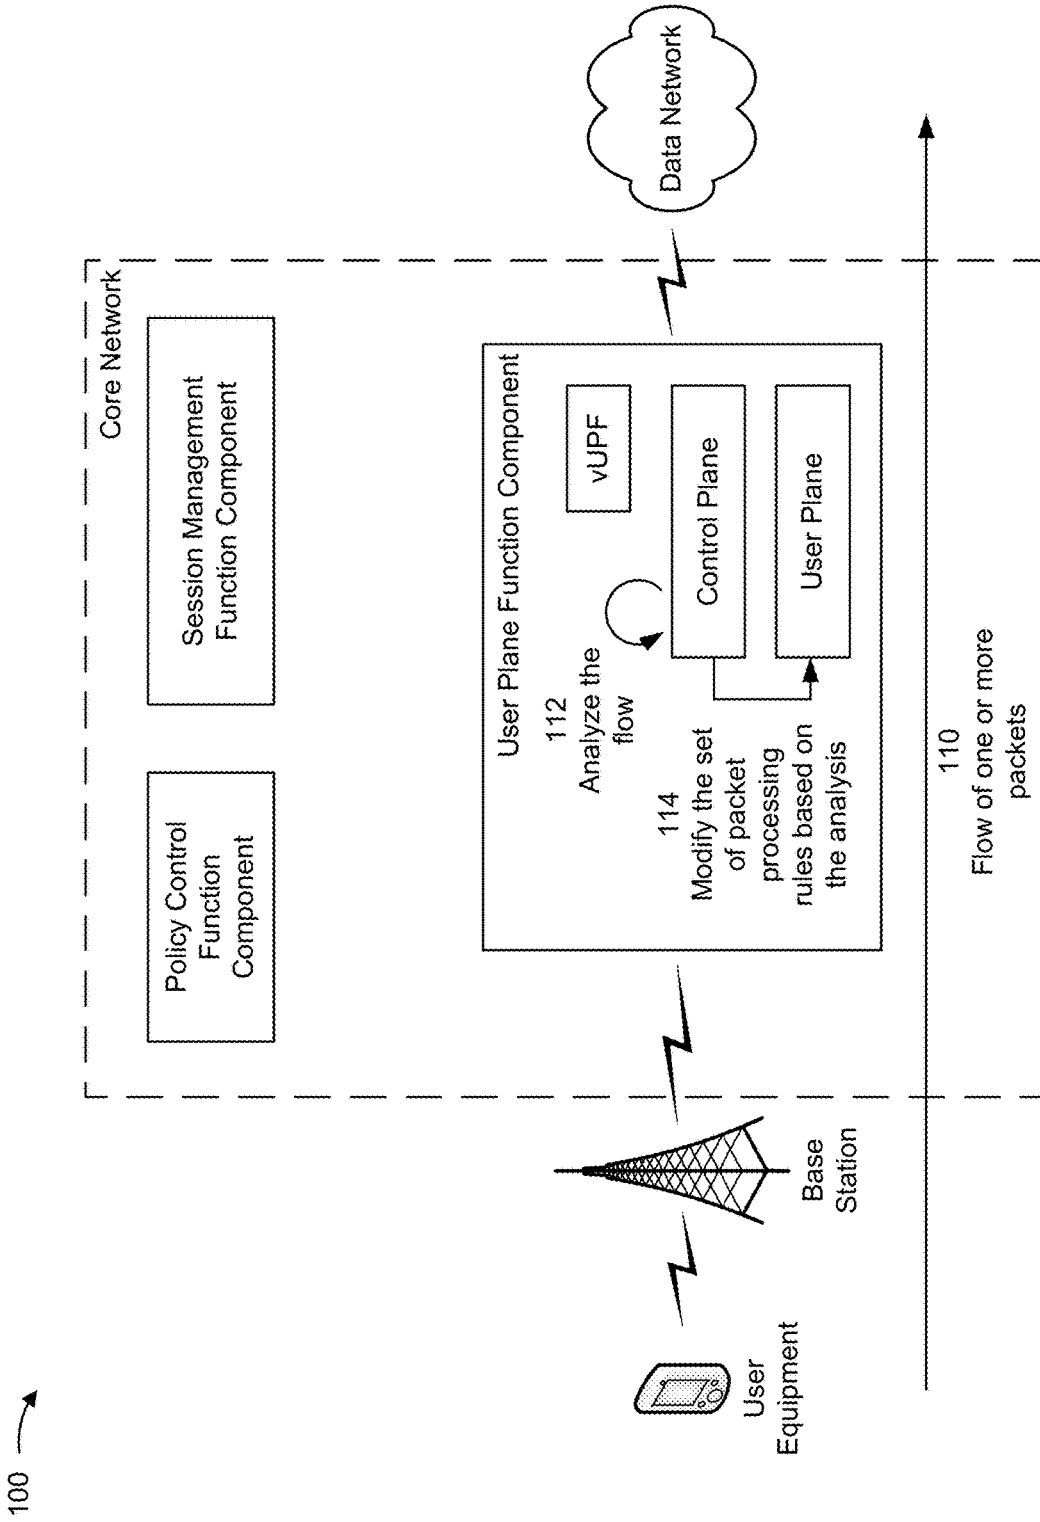 100
Core Network
Policy Control
Function
Component
Session Management
Function Component
User Plane Function Component
112
Analyze the
flow
vUPF
114
Modify the set
of packet
processing
rules based on
the analysis
Control Plane
User Plane
Data Network
User
Equipment
Base
Station
110
Flow of one or more
packets